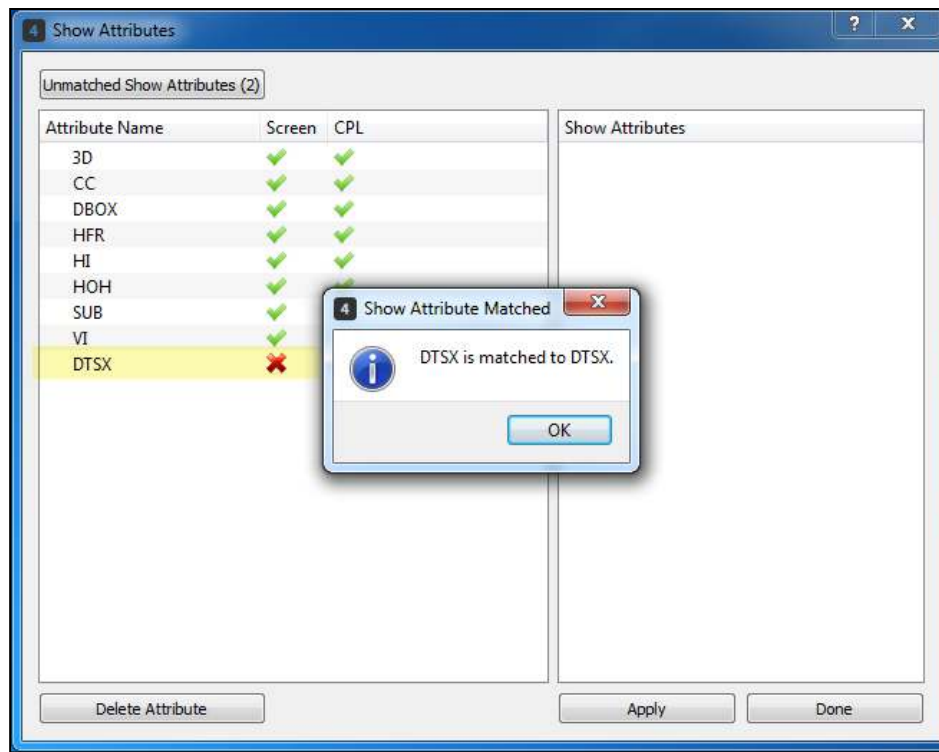 4 Show Attributes ? X
Unmatched Show Attributes (2)
Attribute Name Screen CPL Show Attributes
3D
CC
DBOX
HFR
HI
HOH
4 Show Attribute Matched X
SUB
VI
DTSX is matched to DTSX.
DTSX
OK
Delete Attribute Apply Done